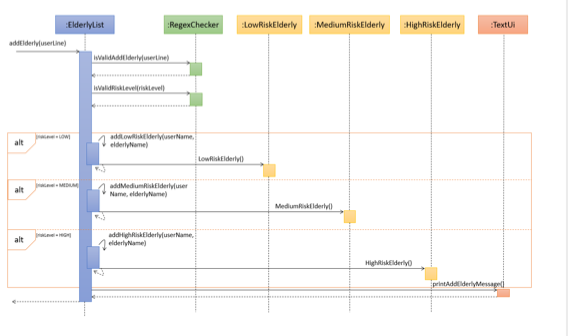 :ElderlyList
:RegexChecker
:LowRiskElderly
:MediumRiskElderly
:HighRiskElderly
:TextUi
addElderly(userLine)
isValidAddElderly(userLine)
isValidRiskLevel(riskLevel)
alt
[riskLevel = LOW]
addLowRiskElderly(userName,
elderlyName)
LowRiskElderly()
alt
[riskLevel = MEDIUM]
addMediumRiskElderly(user
Name, elderlyName)
MediumRiskElderly()
alt
[riskLevel = HIGH]
addHighRiskElderly(userName,
elderlyName)
HighRiskElderly()
printAddElderlyMessage()